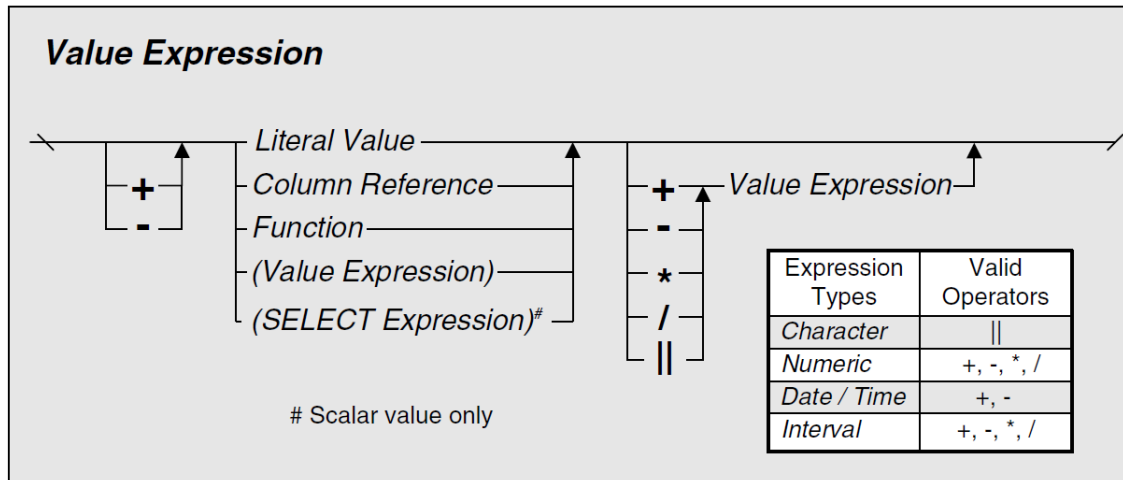 Value Expression
Literal Value
+ Column Reference + Value Expression
- Function -
(Value Expression) *
(SELECT Expression)# /
||
# Scalar value only
Expression Types Valid Operators
Character ||
Numeric +, -, *, /
Date / Time +, -
Interval +, -, *, /